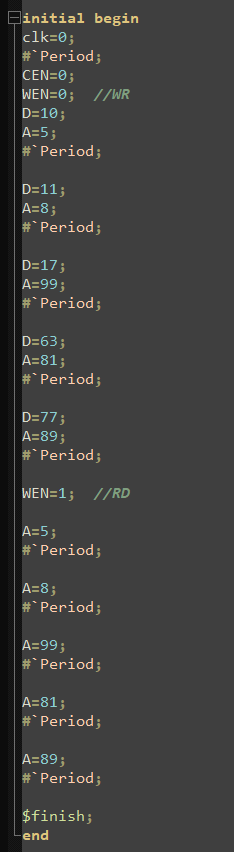 initial begin
clk=0;
#`Period;
CEN=0;
WEN=0;  //WR
D=10;
A=5;
#`Period;
D=11;
A=8;
#`Period;
D=17;
A=99;
#`Period;
D=63;
A=81;
#`Period;
D=77;
A=89;
#`Period;
WEN=1;  //RD
A=5;
#`Period;
A=8;
#`Period;
A=99;
#`Period;
A=81;
#`Period;
A=89;
#`Period;
$finish;
end